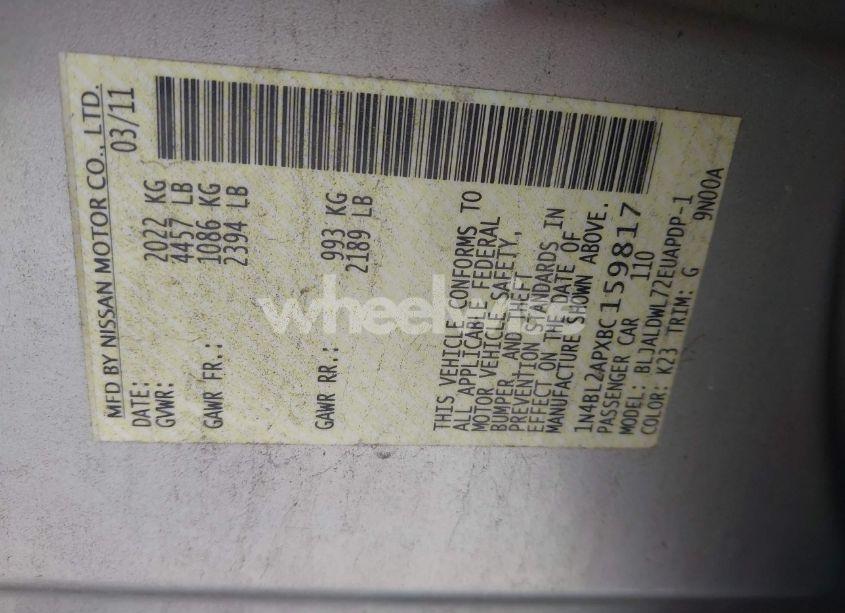 MFD BY NISSAN MOTOR CO., LTD.
DATE: 03/11
GVWR: 2022 KG
4457 LB
GAWR FR.: 1086 KG
2394 LB
GAWR RR.: 993 KG
2189 LB
THIS VEHICLE CONFORMS TO
ALL APPLICABLE FEDERAL
MOTOR VEHICLE SAFETY,
BUMPER, AND THEFT
PREVENTION STANDARDS IN
EFFECT ON THE DATE OF
MANUFACTURE SHOWN ABOVE.
1N4BL2APXBC159817
PASSENGER CAR 110
MODEL: BLJALDWL72EUAPDP-1
COLOR: K23 TRIM: G 9N00A